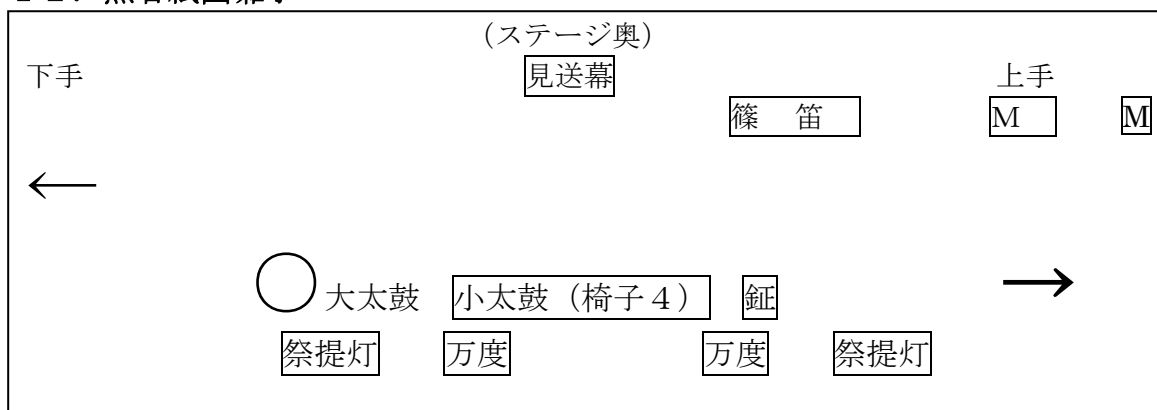 （ステージ奥）
下手 見送幕 上手
篠　笛 Ｍ Ｍ
←
大太鼓 小太鼓（椅子４） 鉦 →
祭提灯 万度 万度 祭提灯